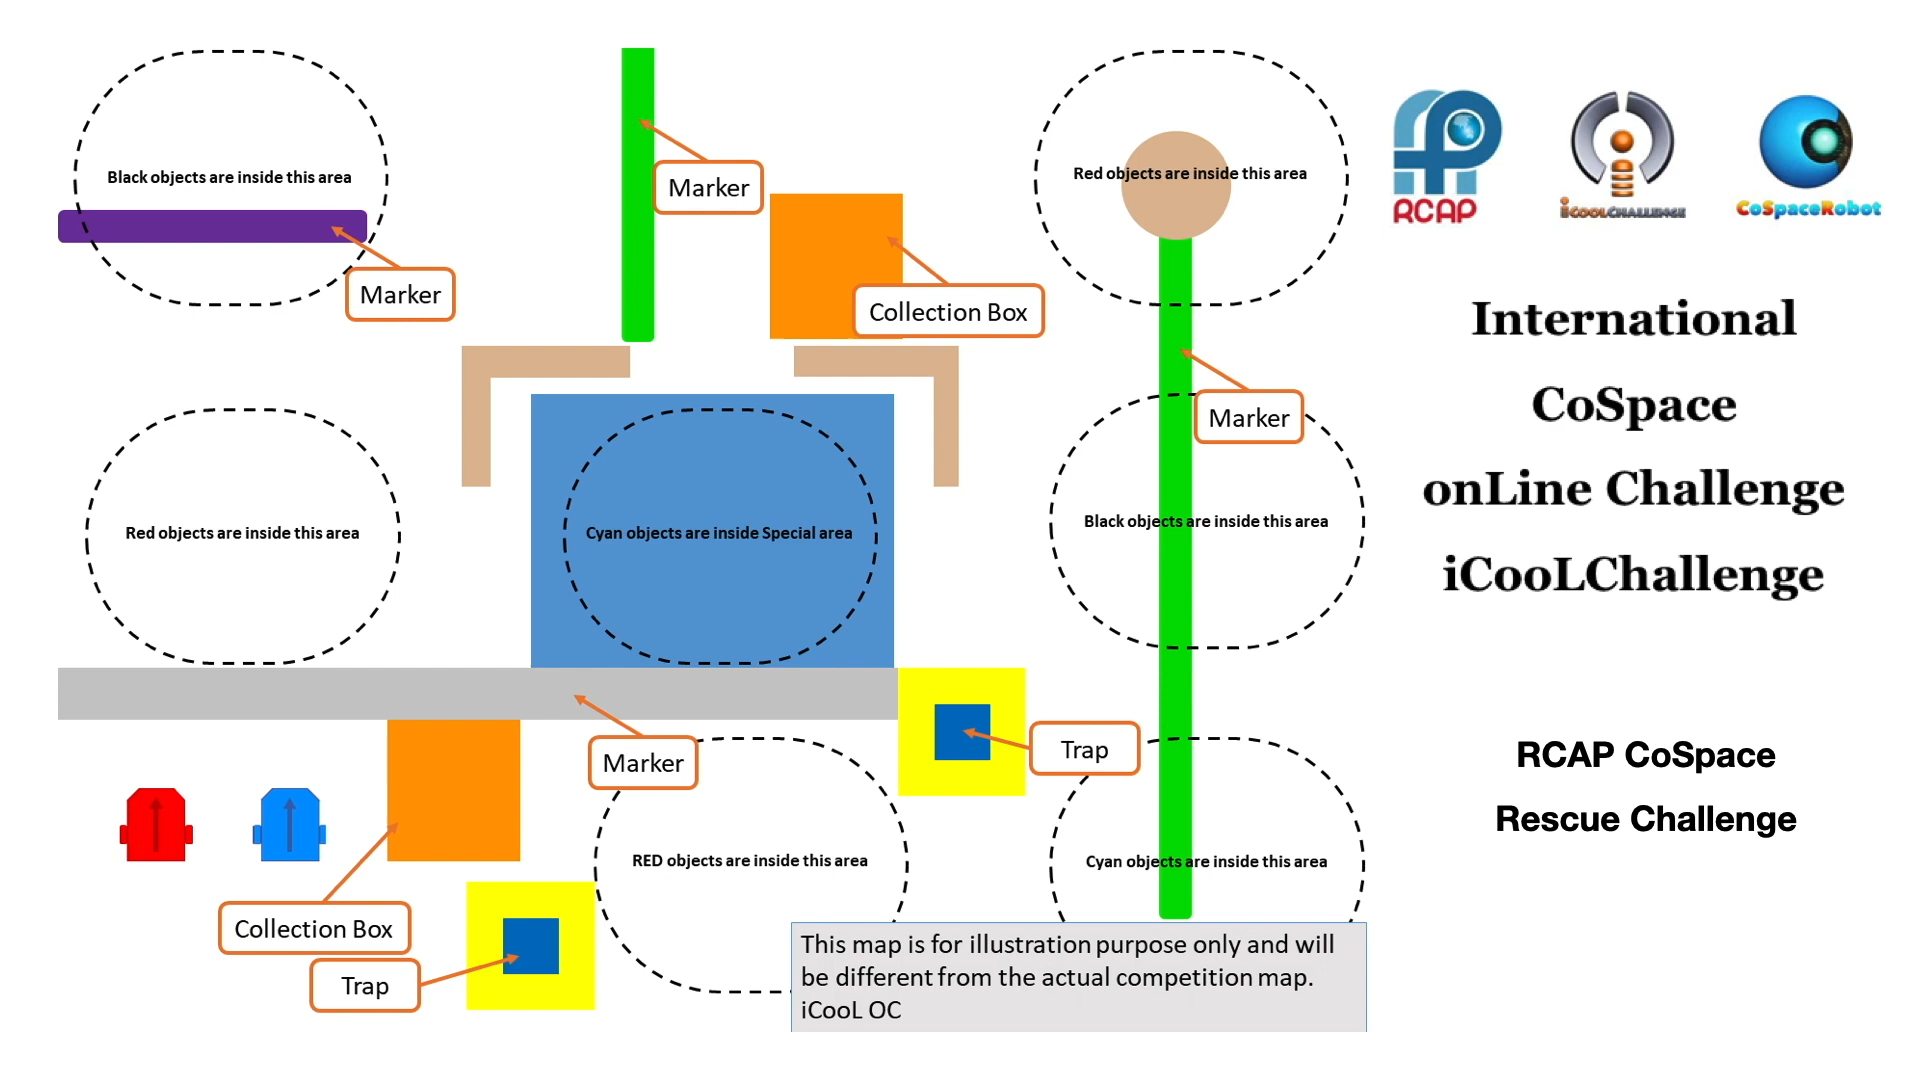 Black objects are inside this area
Marker
Marker
Collection Box
Red objects are inside this area
RCAP
iCOOLCHALLENGE
CoSpaceRobot
International
CoSpace
onLine Challenge
iCooLChallenge
Marker
Red objects are inside this area
Cyan objects are inside Special area
Black objects are inside this area
Marker
Trap
RCAP CoSpace
Rescue Challenge
RED objects are inside this area
Cyan objects are inside this area
Collection Box
Trap
This map is for illustration purpose only and will
be different from the actual competition map.
iCooL OC